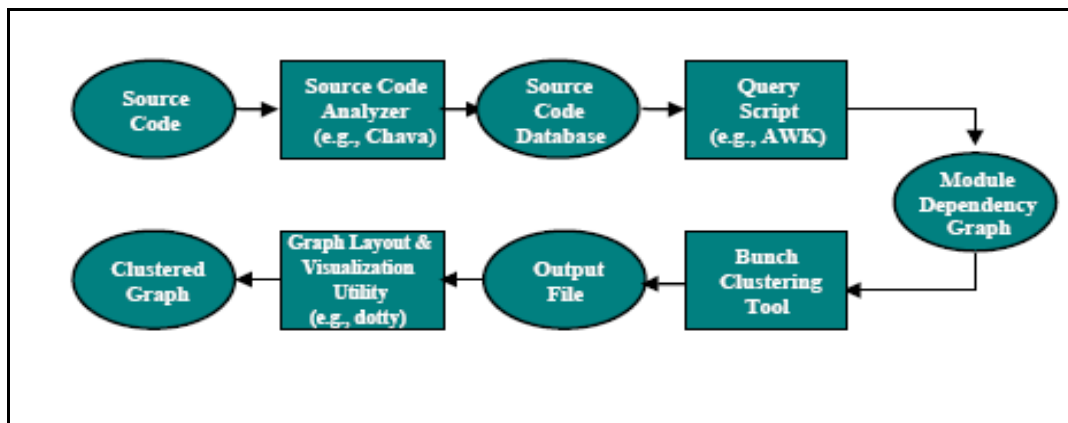 Source
Code
Source Code
Analyzer
(e.g., Chava)
Source
Code
Database
Query
Script
(e.g., AWK)
Module
Dependency
Graph
Bunch
Clustering
Tool
Output
File
Graph Layout &
Visualization
Utility
(e.g., dotty)
Clustered
Graph